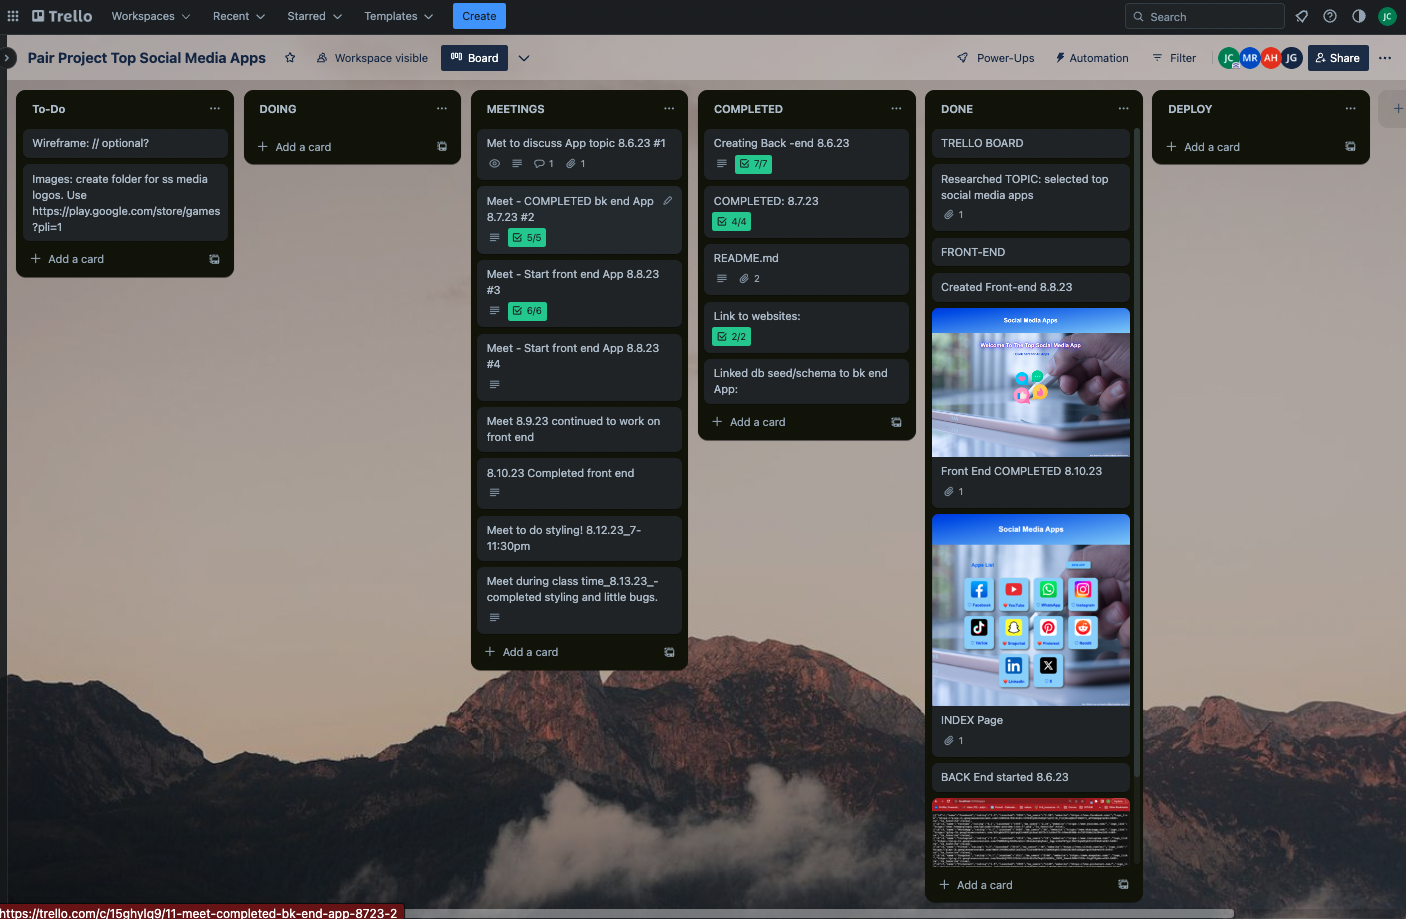 Trello
Workspaces
Recent
Starred
Templates
Create
Search
JC
Pair Project Top Social Media Apps
Workspace visible
Board
Power-Ups
Automation
Filter
JC
MR
AH
JG
Share
To-Do
Wireframe: // optional?
Images: create folder for ss media
logos. Use
https://play.google.com/store/games
?pli=1
Add a card
DOING
Add a card
MEETINGS
Met to discuss App topic 8.6.23 #1
1
1
Meet - COMPLETED bk end App
8.7.23 #2
5/5
Meet - Start front end App 8.8.23
#3
6/6
Meet - Start front end App 8.8.23
#4
Meet 8.9.23 continued to work on
front end
8.10.23 Completed front end
Meet to do styling! 8.12.23_7-
11:30pm
Meet during class time_8.13.23_-
completed styling and little bugs.
Add a card
COMPLETED
Creating Back -end 8.6.23
7/7
COMPLETED: 8.7.23
4/4
README.md
2
Link to websites:
2/2
Linked db seed/schema to bk end
App:
Add a card
DONE
TRELLO BOARD
Researched TOPIC: selected top
social media apps
1
FRONT-END
Created Front-end 8.8.23
Social Media Apps
Welcome To The Top Social Media App
Front End COMPLETED 8.10.23
1
Social Media Apps
Apps List
Facebook
YouTube
WhatsApp
Instagram
TikTok
Snapchat
Pinterest
Reddit
LinkedIn
X
INDEX Page
1
BACK End started 8.6.23
Add a card
DEPLOY
Add a card
https://trello.com/c/15ghylq9/11-meet-completed-bk-end-app-8723-2